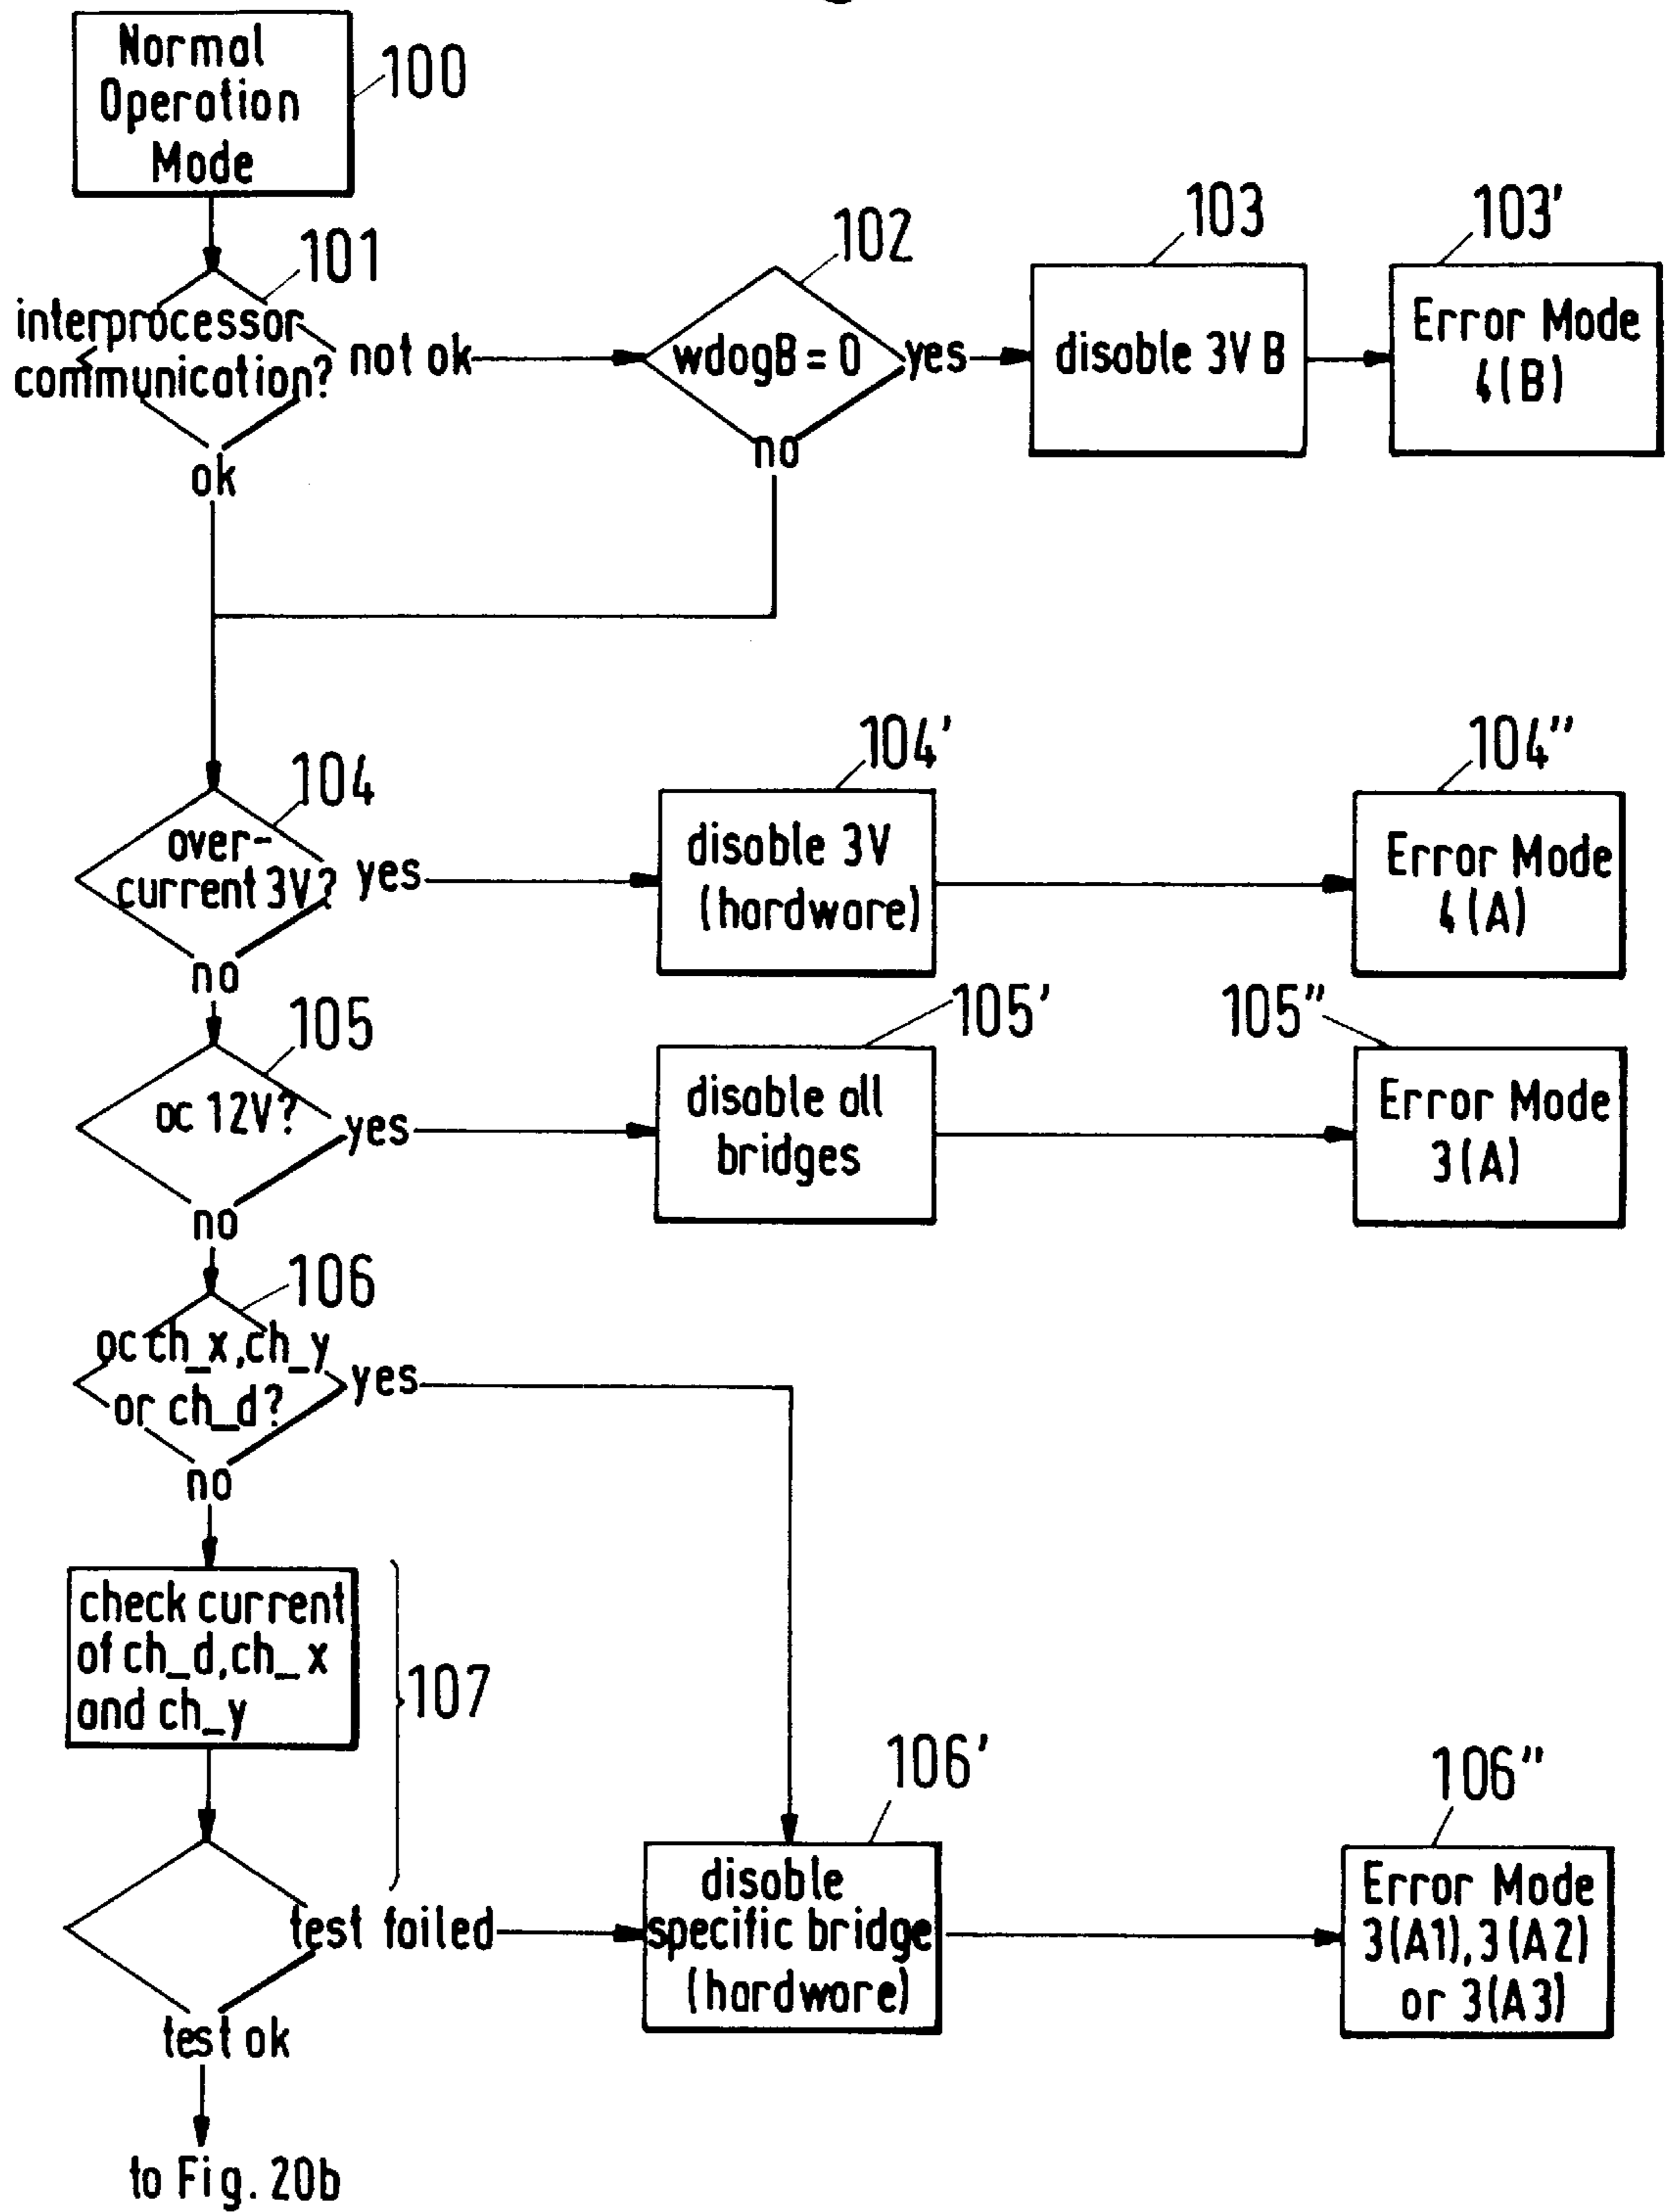 Normal
Operation
Mode
100
101
interprocessor
communication?
not ok
ok
102
wdogB = 0
yes
no
103
disable 3V B
103'
Error Mode
4(B)
104
over-
current 3V?
yes
no
104'
disable 3V
(hardware)
104''
Error Mode
4(A)
105
oc 12V?
yes
no
105'
disable all
bridges
105''
Error Mode
3(A)
106
oc ch_x,ch_y
or ch_d?
yes
no
check current
of ch_d,ch_x
and ch_y
107
test failed
test ok
106'
disable
specific bridge
(hardware)
106''
Error Mode
3(A1),3(A2)
or 3(A3)
to Fig. 20b